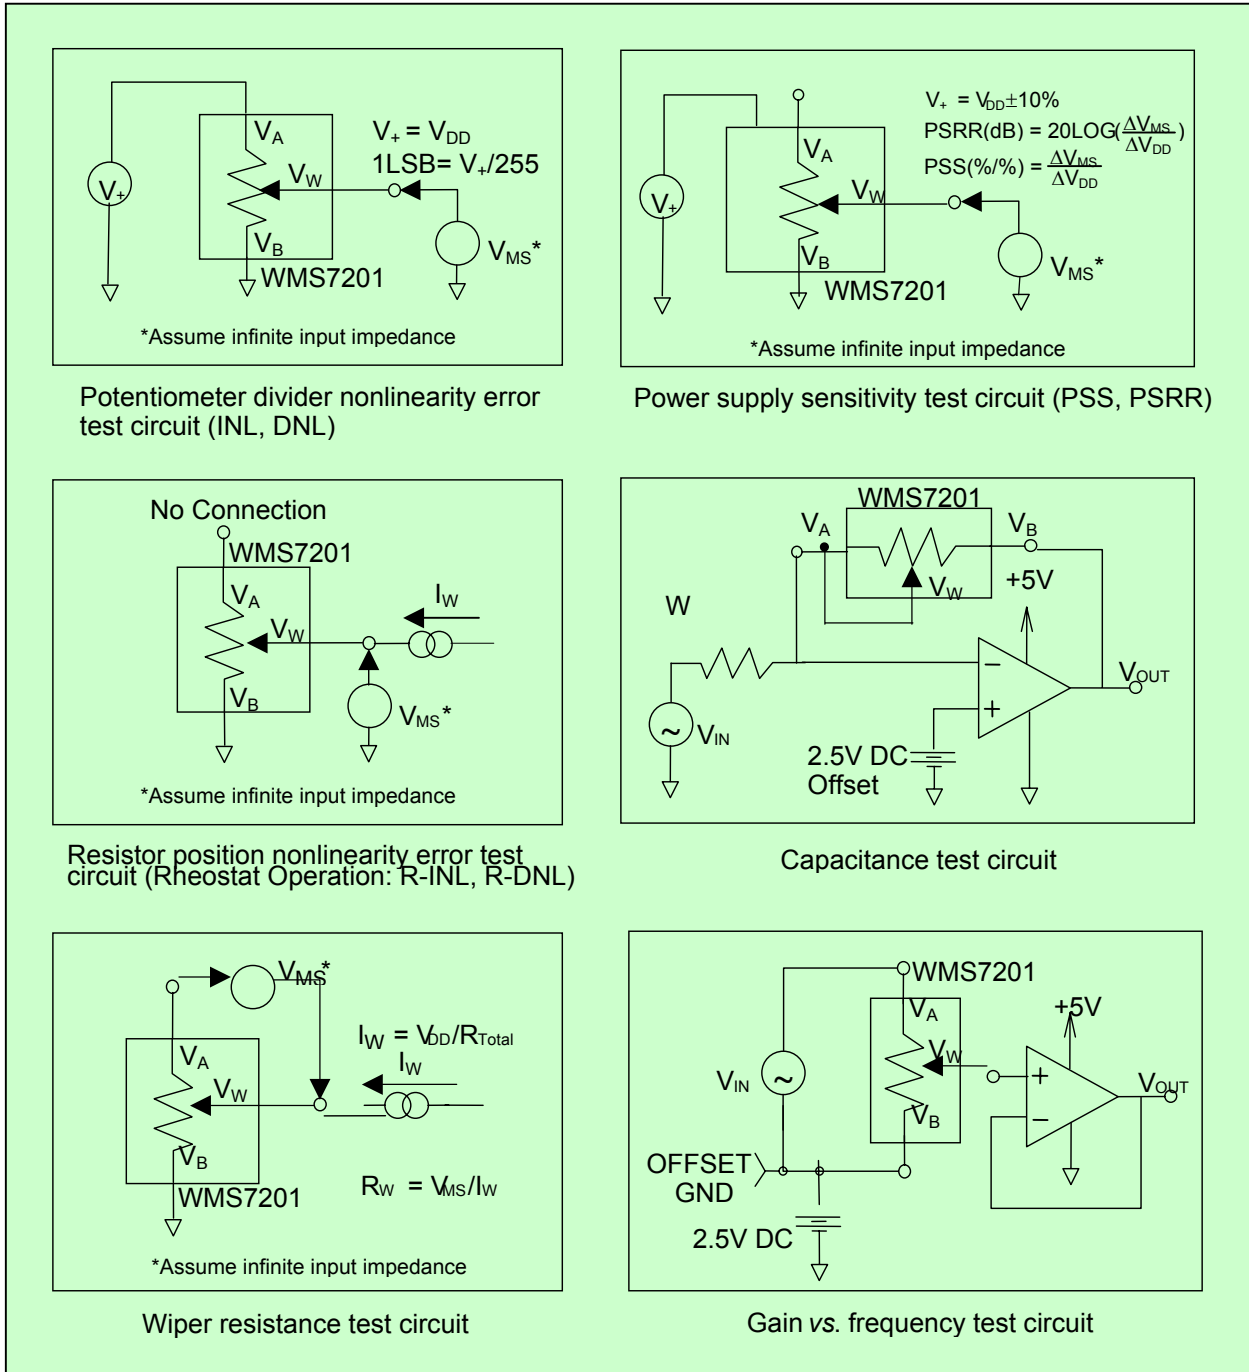 V+ = VDD
1LSB= V+/255
VA
VW
VB
V+
VMS*
WMS7201
*Assume infinite input impedance
Potentiometer divider nonlinearity error
test circuit (INL, DNL)
V+ = VDD±10%
PSRR(dB) = 20LOG(ΔVMS/ΔVDD)
PSS(%/%) = ΔVMS/ΔVDD
VA
VW
VB
V+
VMS*
WMS7201
*Assume infinite input impedance
Power supply sensitivity test circuit (PSS, PSRR)
No Connection
WMS7201
VA
IW
VW
VB
VMS*
*Assume infinite input impedance
Resistor position nonlinearity error test
circuit (Rheostat Operation: R-INL, R-DNL)
WMS7201
VA
VB
VW
+5V
W
−
+
VOUT
~
VIN
2.5V DC
Offset
Capacitance test circuit
VMS*
IW = VDD/RTotal
IW
VA
VW
VB
WMS7201
RW = VMS/IW
*Assume infinite input impedance
Wiper resistance test circuit
WMS7201
VA
+5V
VW
VIN
~
+
−
VOUT
VB
OFFSET
GND
2.5V DC
Gain vs. frequency test circuit